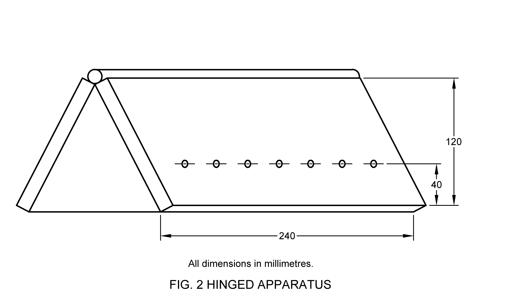 120
40
240
All dimensions in millimetres.
FIG. 2 HINGED APPARATUS